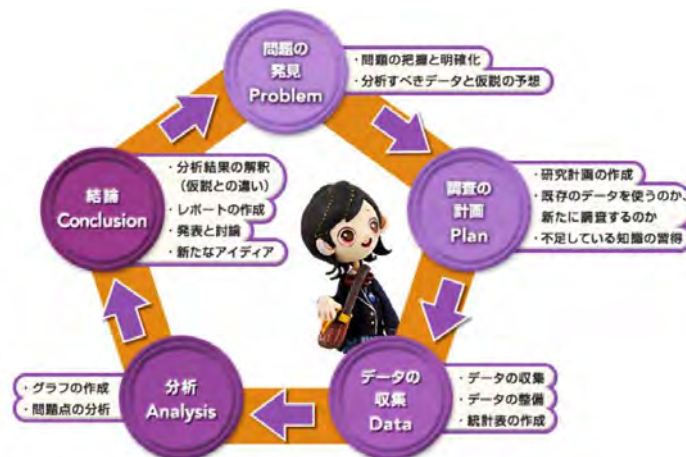 問題の
発見
Problem
・問題の把握と明確化
・分析すべきデータと仮説の予想
調査の
計画
Plan
・研究計画の作成
・既存のデータを使うのか、
新たに調査するのか
・不足している知識の習得
データの
収集
Data
・データの収集
・データの整備
・統計表の作成
分析
Analysis
・グラフの作成
・問題点の分析
結論
Conclusion
・分析結果の解釈
（仮説との違い）
・レポートの作成
・発表と討論
・新たなアイディア